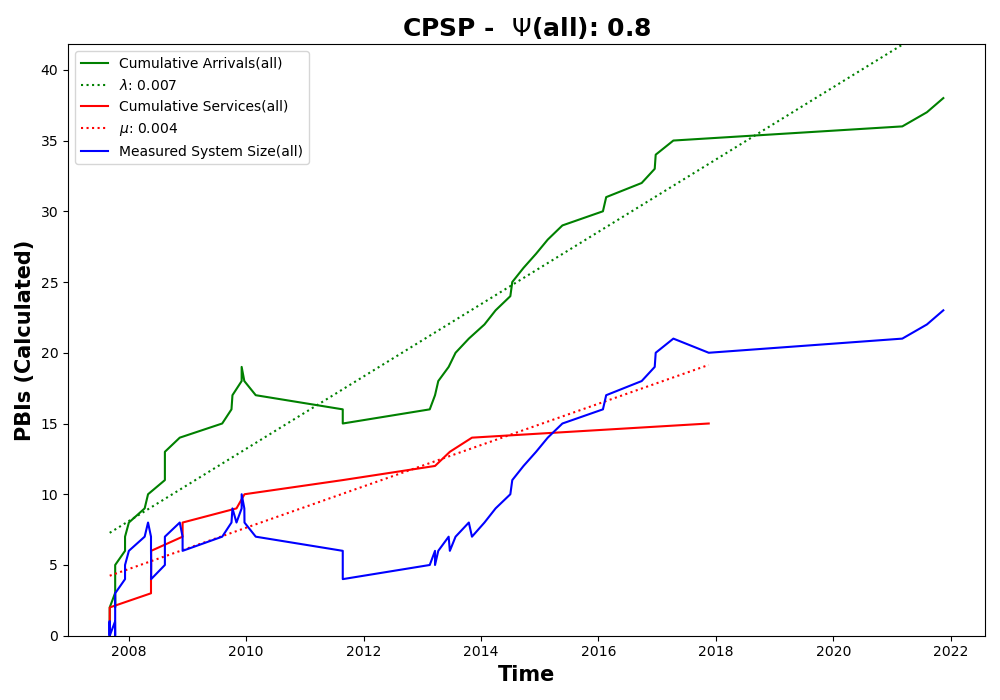 CPSP -  Ψ(all): 0.8
Cumulative Arrivals(all)
λ: 0.007
Cumulative Services(all)
μ: 0.004
Measured System Size(all)
PBIs (Calculated)
40
35
30
25
20
15
10
5
0
2008 2010 2012 2014 2016 2018 2020 2022
Time